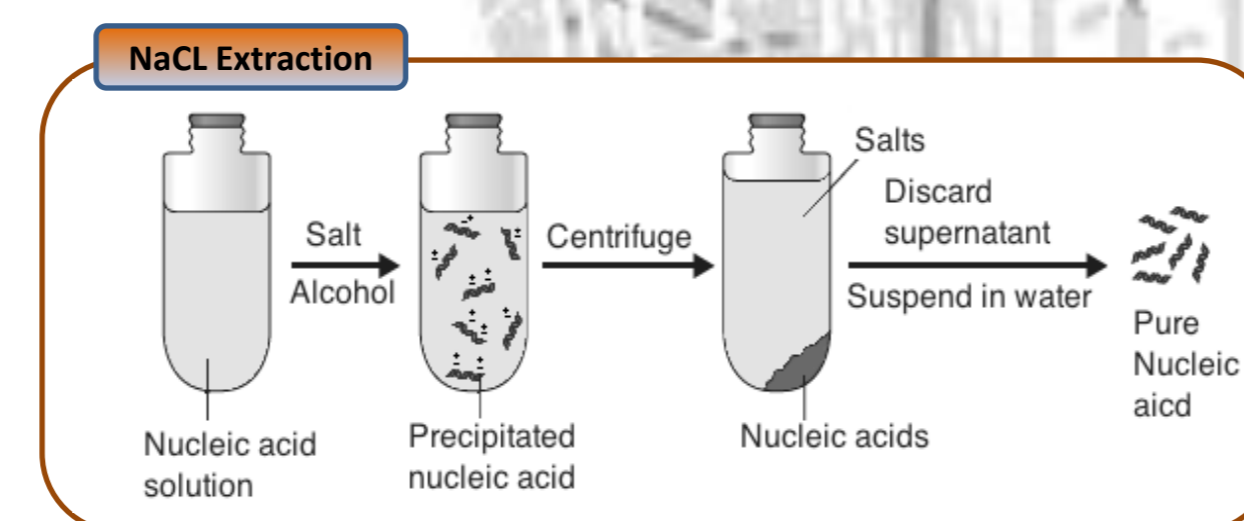 NaCL Extraction
Salt
Alcohol
Centrifuge
Salts
Discard
supernatant
Suspend in water
Pure
Nucleic
aicd
Nucleic acid
solution
Precipitated
nucleic acid
Nucleic acids